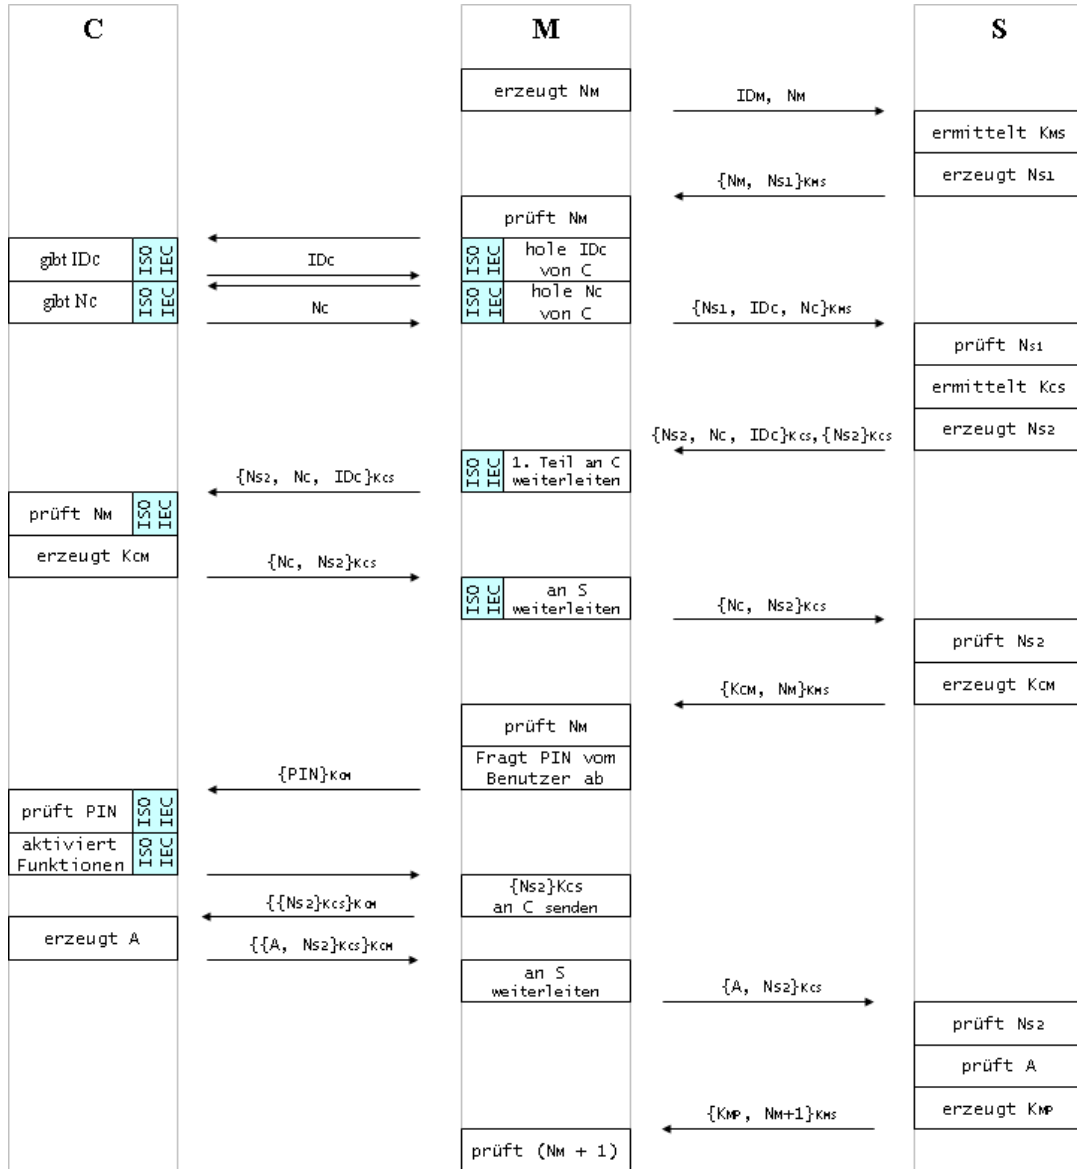 C
M
S
erzeugt NM
IDM, NM
ermittelt KMS
erzeugt NS1
{NM, NS1}KMS
prüft NM
gibt IDC
ISO
IEC
IDC
ISO
IEC
hole IDC
von C
gibt NC
ISO
IEC
NC
ISO
IEC
hole NC
von C
{NS1, IDC, NC}KMS
prüft NS1
ermittelt KCS
erzeugt NS2
{NS2, NC, IDC}KCS,{NS2}KCS
ISO
IEC
1. Teil an C
weiterleiten
{NS2, NC, IDC}KCS
prüft NM
ISO
IEC
erzeugt KCM
{NC, NS2}KCS
ISO
IEC
an S
weiterleiten
{NC, NS2}KCS
prüft NS2
erzeugt KCM
{KCM, NM}KMS
prüft NM
Fragt PIN vom
Benutzer ab
{PIN}KCM
prüft PIN
ISO
IEC
aktiviert
Funktionen
ISO
IEC
{NS2}KCS
an C senden
{{NS2}KCS}KCM
erzeugt A
{{A, NS2}KCS}KCM
an S
weiterleiten
{A, NS2}KCS
prüft NS2
prüft A
erzeugt KMP
{KMP, NM+1}KMS
prüft (NM + 1)